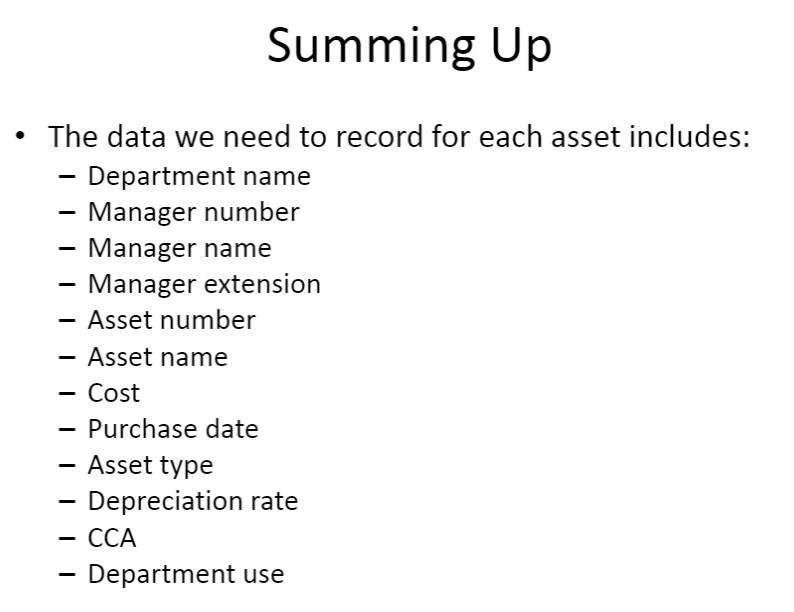 Summing Up
• The data we need to record for each asset includes:
– Department name
– Manager number
– Manager name
– Manager extension
– Asset number
– Asset name
– Cost
– Purchase date
– Asset type
– Depreciation rate
– CCA
– Department use